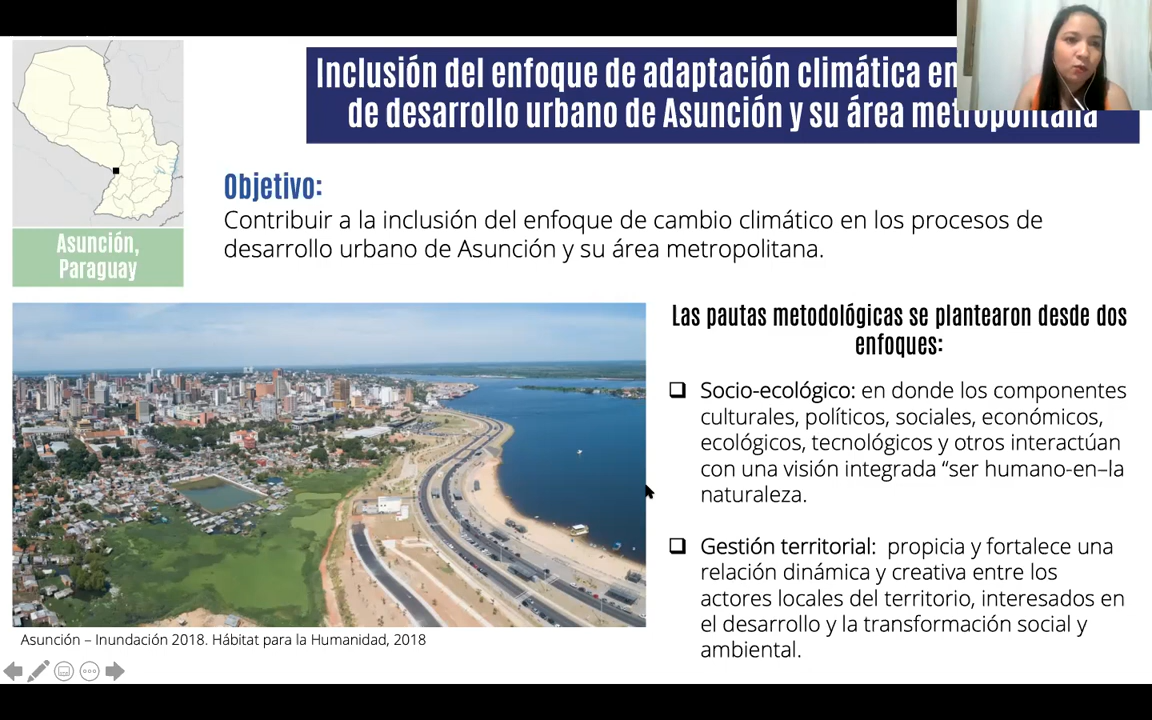 Inclusión del enfoque de adaptación climática en
de desarrollo urbano de Asunción y su área metropolitana
Objetivo:
Contribuir a la inclusión del enfoque de cambio climático en los procesos de
desarrollo urbano de Asunción y su área metropolitana.
Asunción,
Paraguay
Las pautas metodológicas se plantearon desde dos
enfoques:
Socio-ecológico: en donde los componentes
culturales, políticos, sociales, económicos,
ecológicos, tecnológicos y otros interactúan
con una visión integrada “ser humano-en–la
naturaleza.
Gestión territorial: propicia y fortalece una
relación dinámica y creativa entre los
actores locales del territorio, interesados en
el desarrollo y la transformación social y
ambiental.
Asunción – Inundación 2018. Hábitat para la Humanidad, 2018